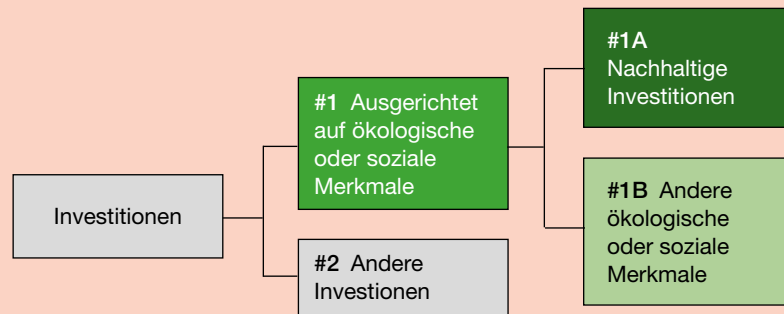 Investitionen
#1 Ausgerichtet
auf ökologische
oder soziale
Merkmale
#2 Andere
Investionen
#1A
Nachhaltige
Investitionen
#1B Andere
ökologische
oder soziale
Merkmale